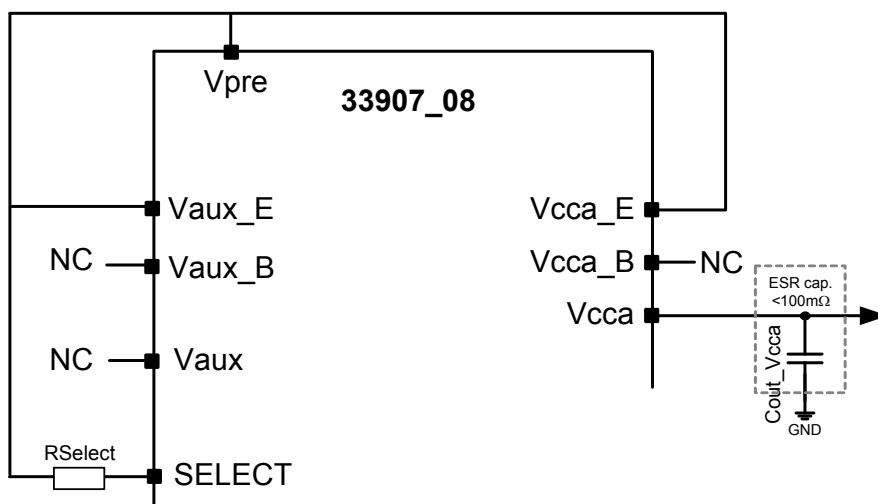 Vpre
33907_08
Vaux_E
Vcca_E
NC
Vaux_B
Vcca_B
NC
ESR cap.
<100mΩ
Vcca
NC
Vaux
Cout_Vcca
GND
RSelect
SELECT